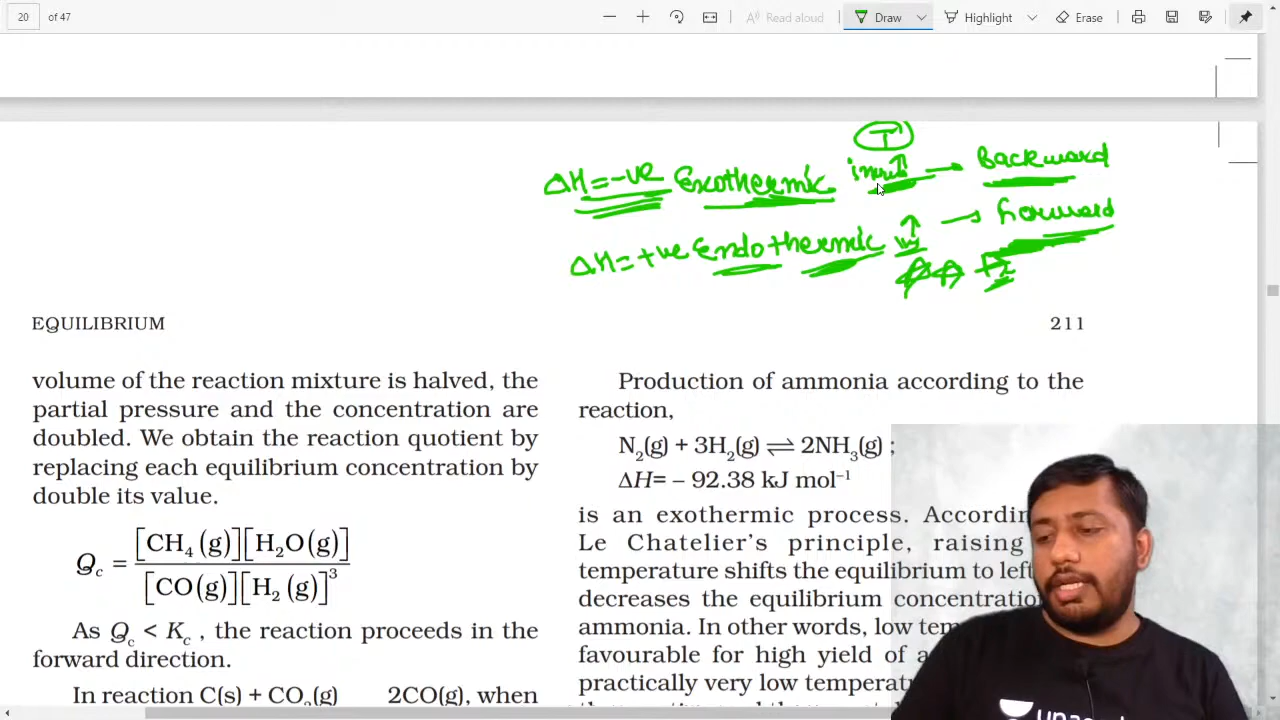 20 of 47
Read aloud
Draw
Highlight
Erase
T
ΔH = -ve Exothermic ↑ → Backward
ΔH = +ve Endothermic ↑ → forward
EQUILIBRIUM
211
volume of the reaction mixture is halved, the
partial pressure and the concentration are
doubled. We obtain the reaction quotient by
replacing each equilibrium concentration by
double its value.
Qc = [CH₄(g)][H₂O(g)] / [CO(g)][H₂(g)]³
As Qc < Kc , the reaction proceeds in the
forward direction.
In reaction C(s) + CO₂(g) 2CO(g), when
Production of ammonia according to the
reaction,
N₂(g) + 3H₂(g) ⇌ 2NH₃(g) ;
ΔH= – 92.38 kJ mol⁻¹
is an exothermic process. Accordin
Le Chatelier's principle, raising
temperature shifts the equilibrium to left
decreases the equilibrium concentratio
ammonia. In other words, low tem
favourable for high yield of a
practically very low temperatu